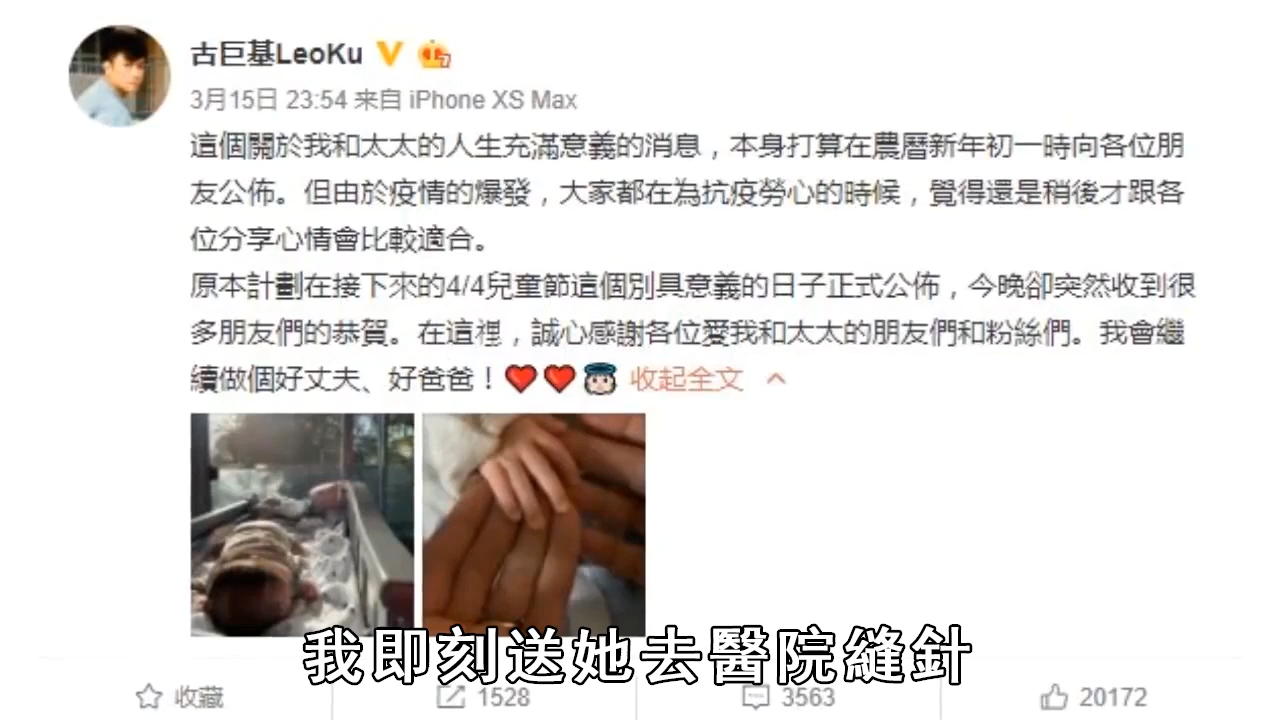 古巨基LeoKu
3月15日 23:54 来自 iPhone XS Max
這個關於我和太太的人生充滿意義的消息，本身打算在農曆新年初一時向各位朋
友公佈。但由於疫情的爆發，大家都在為抗疫勞心的時候，覺得還是稍後才跟各
位分享心情會比較適合。
原本計劃在接下來的4/4兒童節這個別具意義的日子正式公佈，今晚卻突然收到很
多朋友們的恭賀。在這裡，誠心感謝各位愛我和太太的朋友們和粉絲們。我會繼
續做個好丈夫、好爸爸！ 收起全文
我即刻送她去醫院縫針
收藏 1528 3563 20172